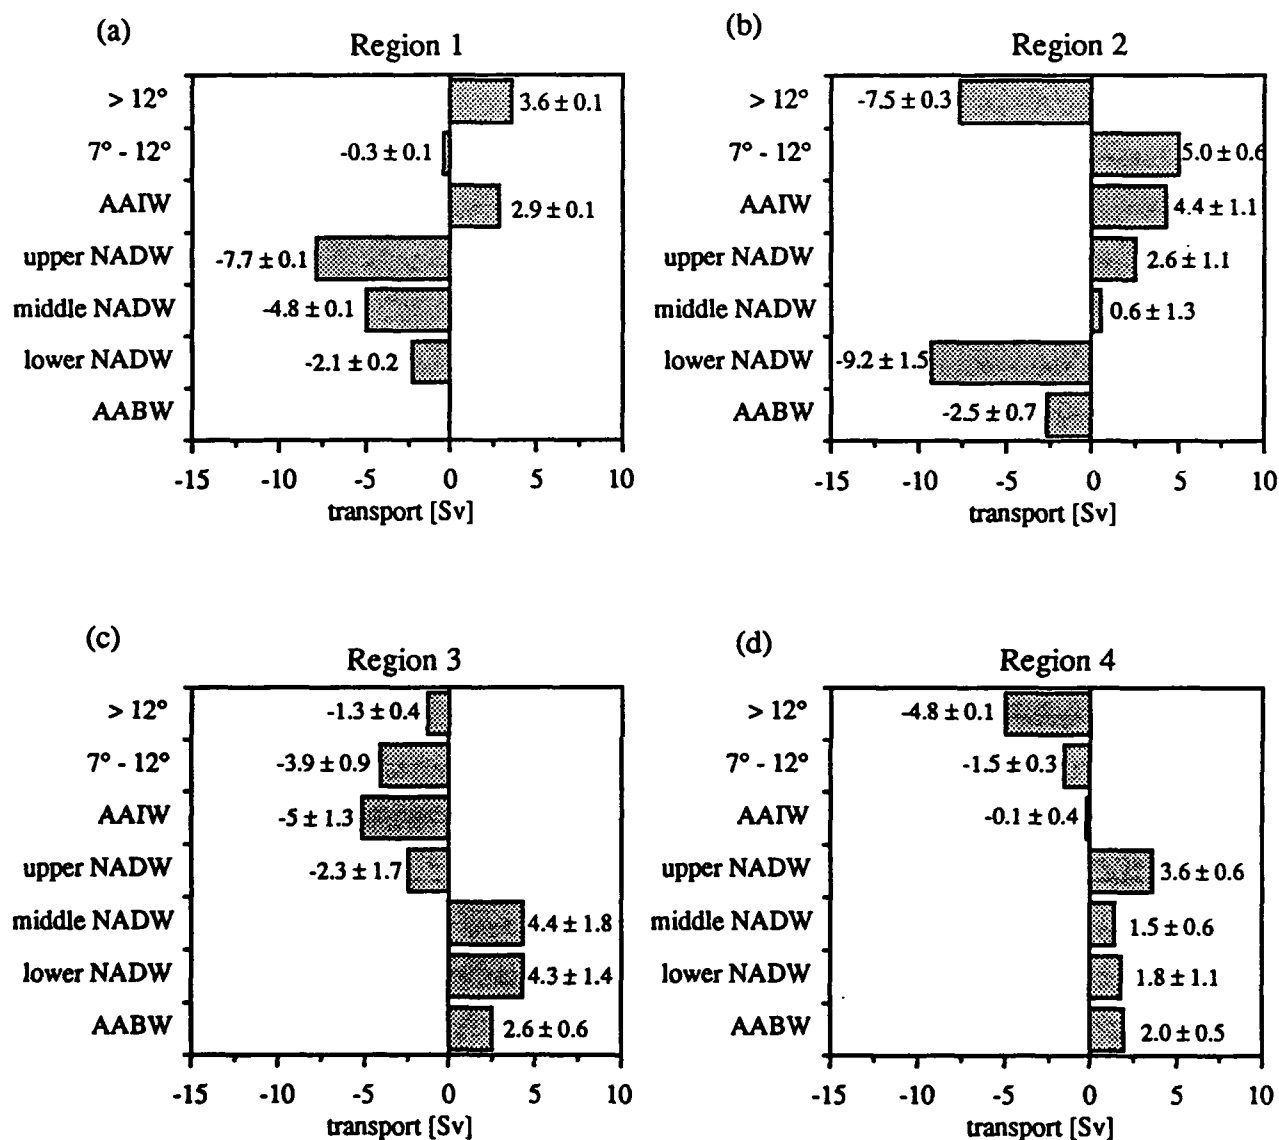 (a)
Region 1
> 12°
3.6 ± 0.1
7° - 12°
-0.3 ± 0.1
AAIW
2.9 ± 0.1
upper NADW
-7.7 ± 0.1
middle NADW
-4.8 ± 0.1
lower NADW
-2.1 ± 0.2
AABW
-15 -10 -5 0 5 10
transport [Sv]
(b)
Region 2
> 12°
-7.5 ± 0.3
7° - 12°
5.0 ± 0.6
AAIW
4.4 ± 1.1
upper NADW
2.6 ± 1.1
middle NADW
0.6 ± 1.3
lower NADW
-9.2 ± 1.5
AABW
-2.5 ± 0.7
-15 -10 -5 0 5 10
transport [Sv]
(c)
Region 3
> 12°
-1.3 ± 0.4
7° - 12°
-3.9 ± 0.9
AAIW
-5 ± 1.3
upper NADW
-2.3 ± 1.7
middle NADW
4.4 ± 1.8
lower NADW
4.3 ± 1.4
AABW
2.6 ± 0.6
-15 -10 -5 0 5 10
transport [Sv]
(d)
Region 4
> 12°
-4.8 ± 0.1
7° - 12°
-1.5 ± 0.3
AAIW
-0.1 ± 0.4
upper NADW
3.6 ± 0.6
middle NADW
1.5 ± 0.6
lower NADW
1.8 ± 1.1
AABW
2.0 ± 0.5
-15 -10 -5 0 5 10
transport [Sv]